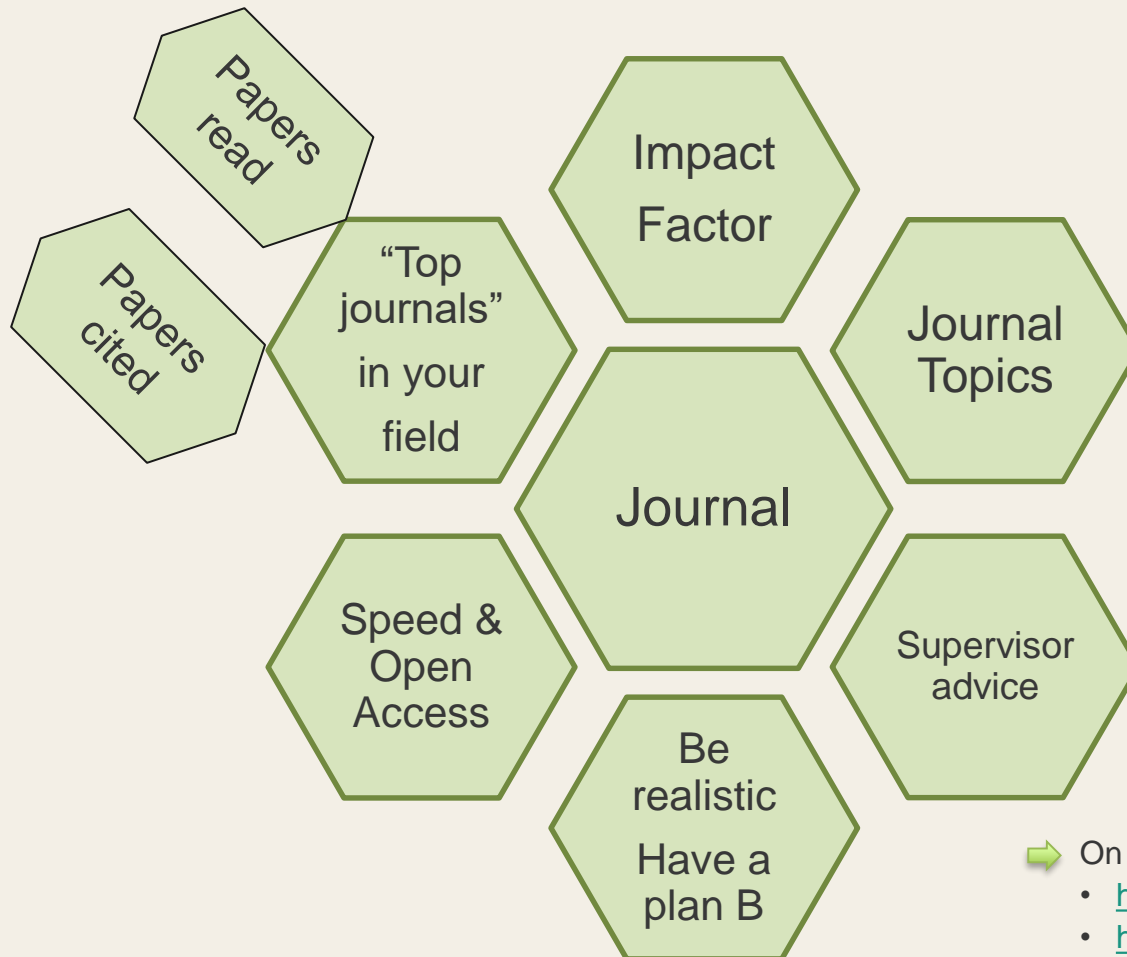 Papers
read
Papers
cited
“Top
journals”
in your
field
Impact
Factor
Journal
Topics
Journal
Speed &
Open
Access
Supervisor
advice
Be
realistic
Have a
plan B
On
• h
• h